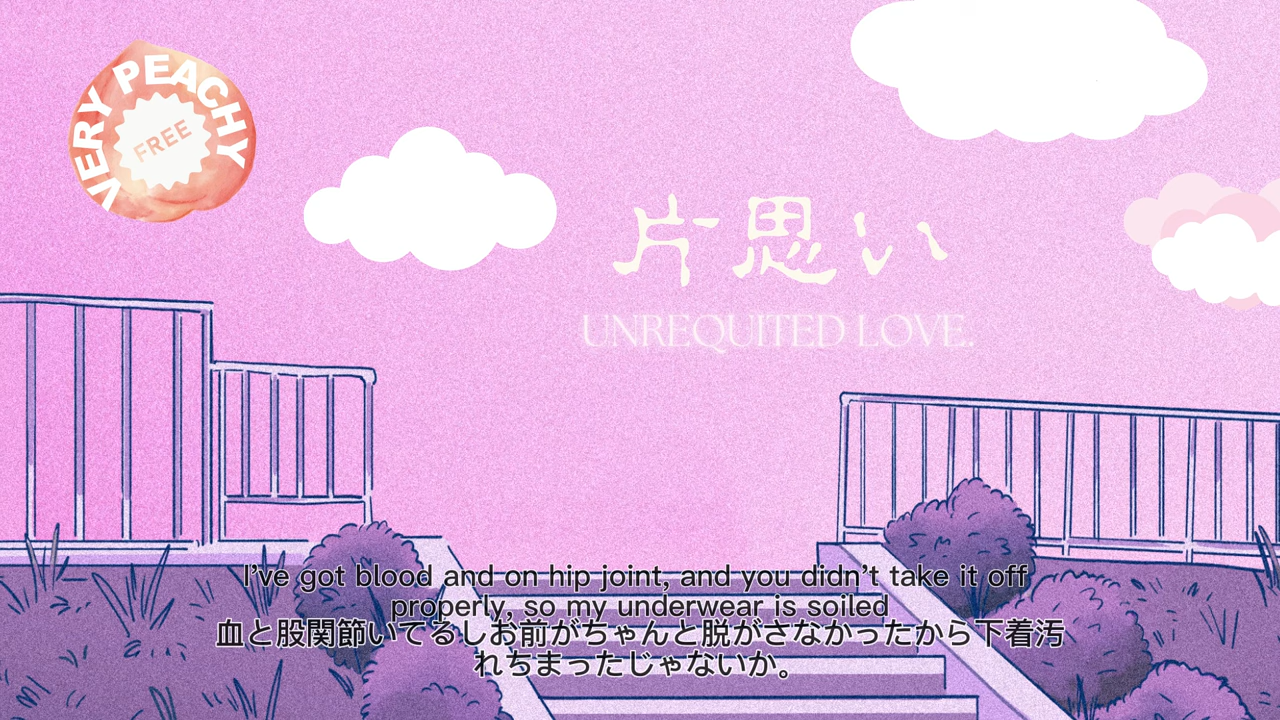 VERY PEACHY
FREE
片思い
UNREQUITED LOVE.
I've got blood and on hip joint, and you didn't take it off
properly, so my underwear is soiled
血と股関節いてるしお前がちゃんと脱がさなかったから下着汚
れちまったじゃないか。